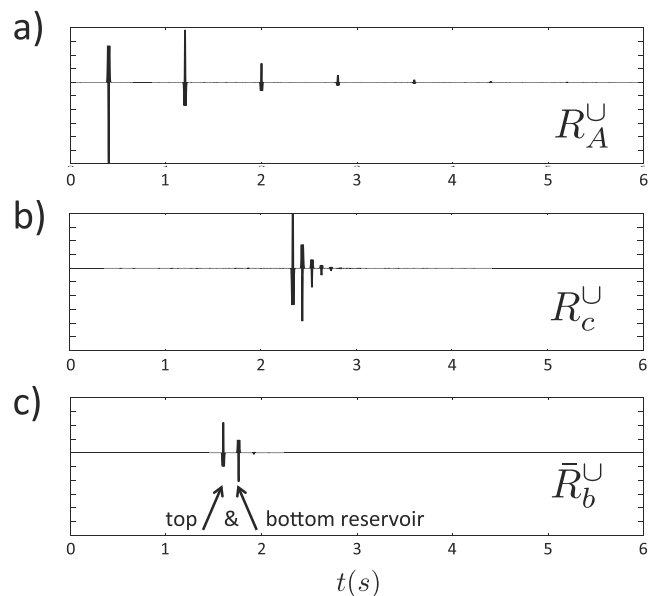 a)
R_A^∪
0 1 2 3 4 5 6
b)
R_c^∪
0 1 2 3 4 5 6
c)
R̄_b^∪
top & bottom reservoir
0 1 2 3 4 5 6
t(s)